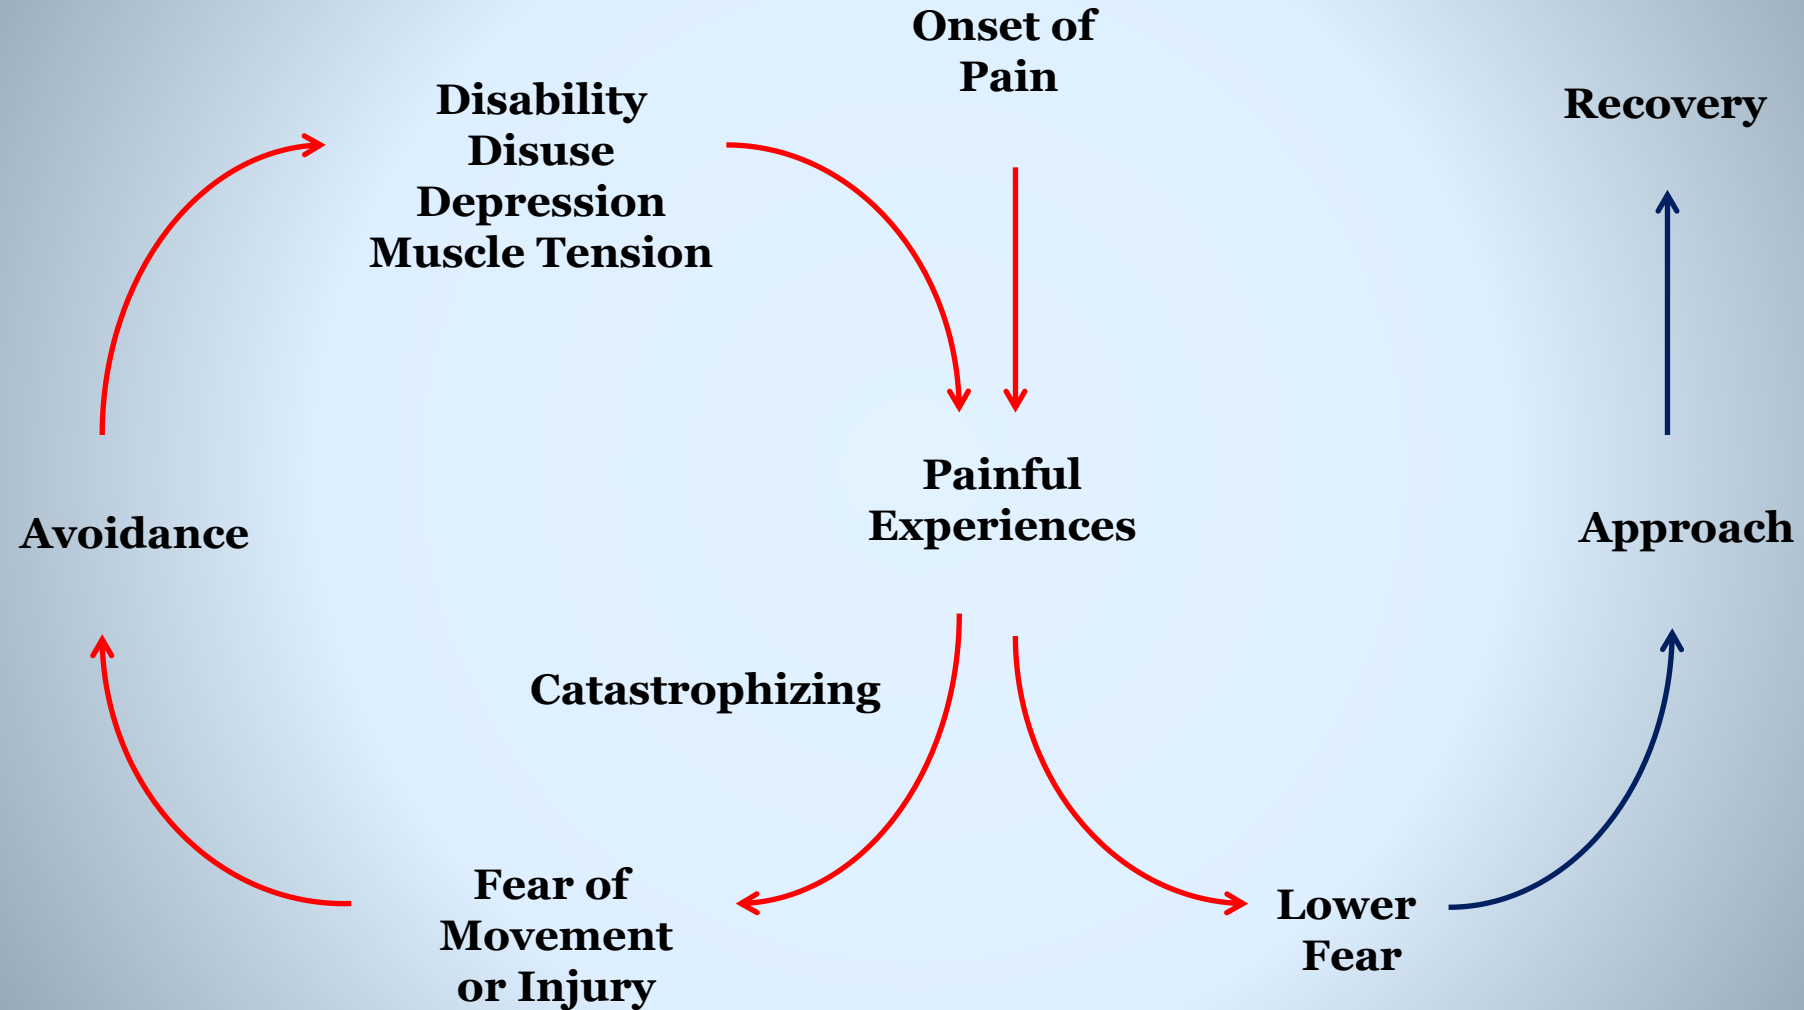 Onset of
Pain
Disability
Disuse
Depression
Muscle Tension
Recovery
Painful
Experiences
Avoidance
Approach
Catastrophizing
Fear of
Movement
or Injury
Lower
Fear